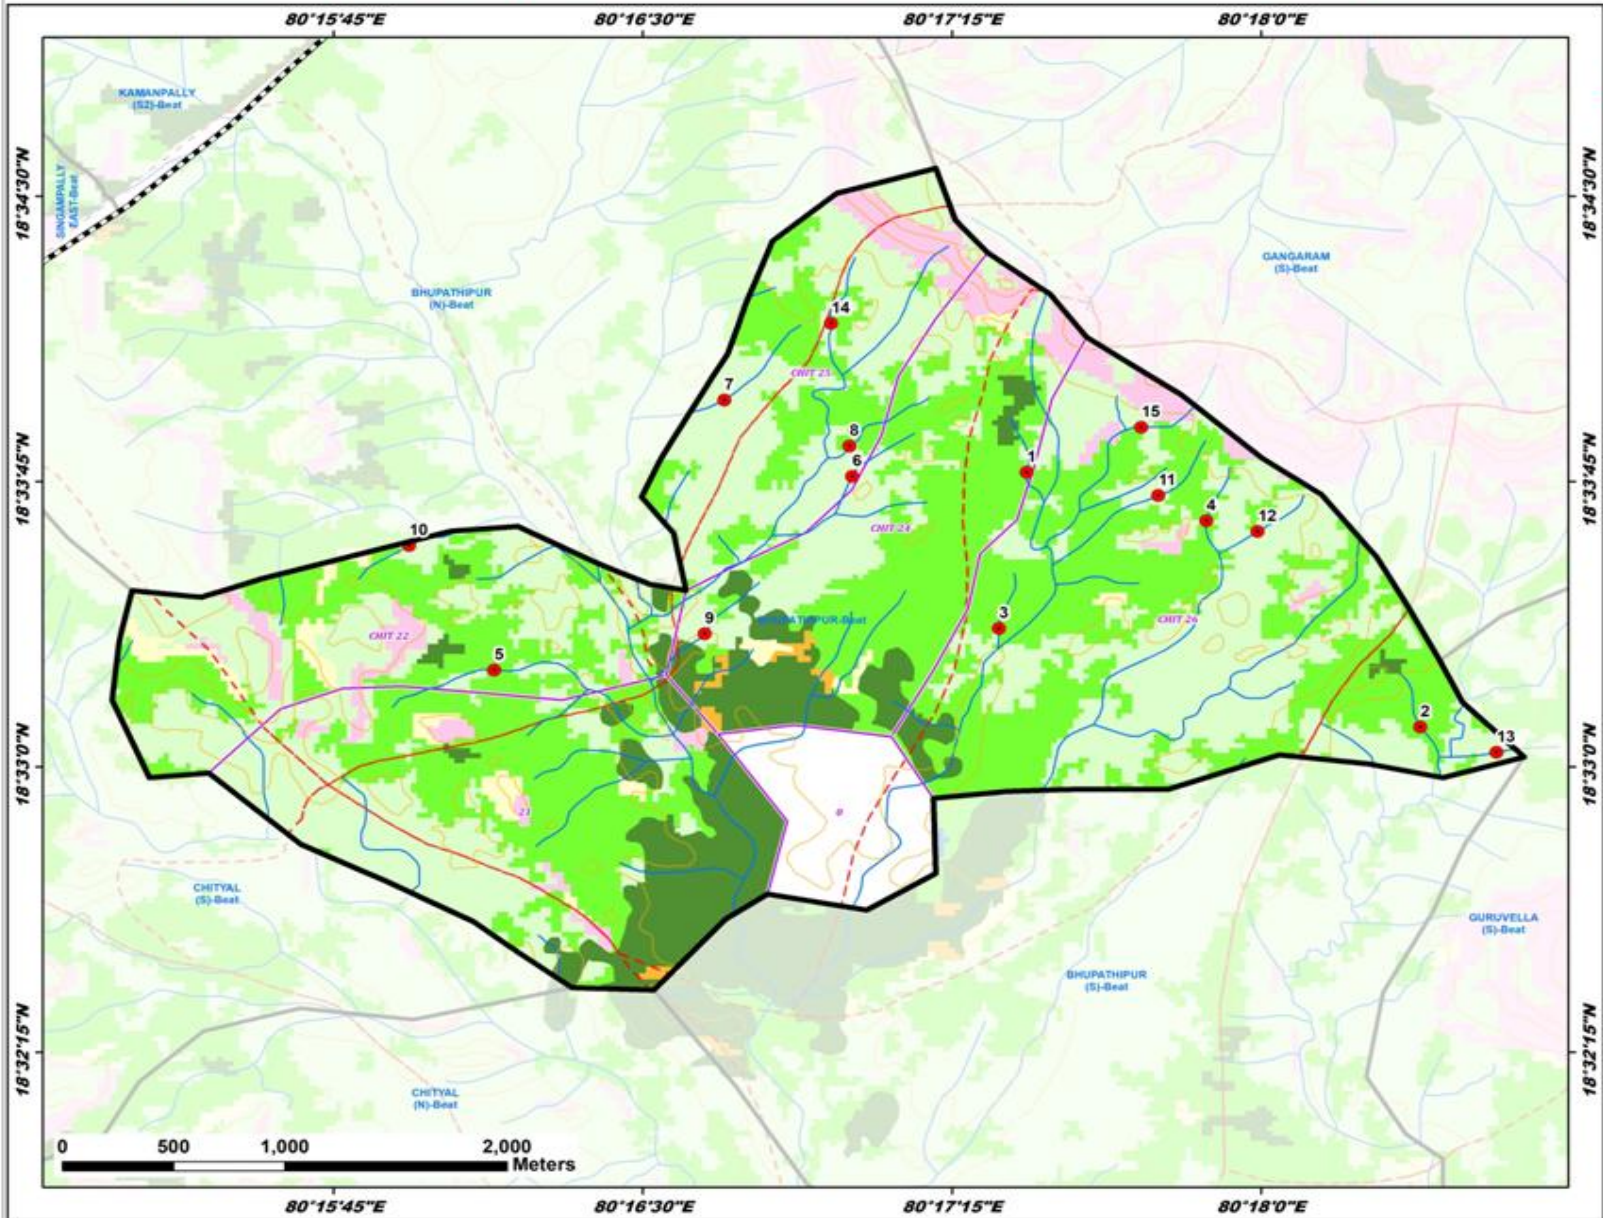 80°15'45"E 80°16'30"E 80°17'15"E 80°18'0"E
KAMANPALLY
(S2)-Beat
SINGAMPALLY
EAST-Beat
18°34'30"N
18°34'30"N
GANGARAM
(S)-Beat
BHUPATHIPUR
(N)-Beat
14
CHIT 25
7
15
8
6
1
18°33'45"N
18°33'45"N
11
4
12
CHIT 24
10
3
CHIT 26
9
CHIT 22
5
2
13
18°33'0"N
18°33'0"N
23
0
CHITYAL
(S)-Beat
GURUVELLA
(S)-Beat
BHUPATHIPUR
(S)-Beat
18°32'15"N
18°32'15"N
CHITYAL
(N)-Beat
0 500 1,000 2,000
Meters
80°15'45"E 80°16'30"E 80°17'15"E 80°18'0"E